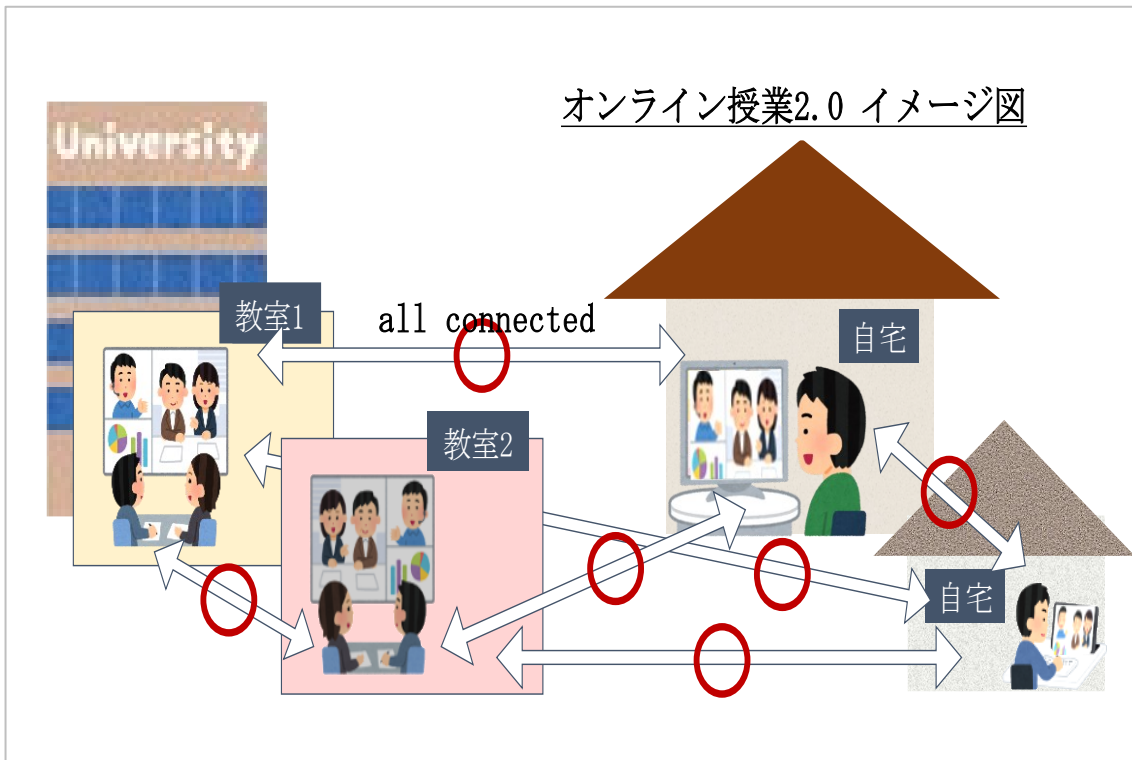 オンライン授業2.0 イメージ図
University
教室1
all connected
自宅
教室2
自宅